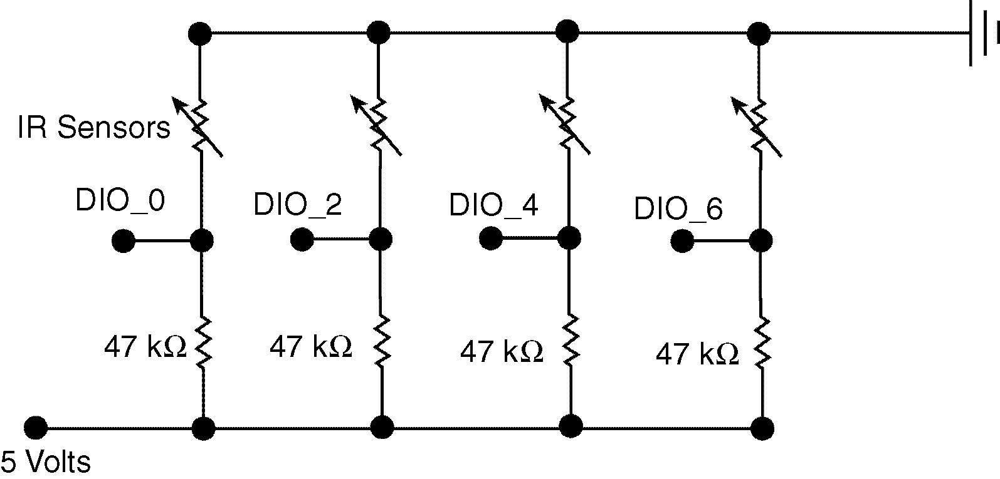 IR Sensors
DIO_0
DIO_2
DIO_4
DIO_6
47 kΩ
47 kΩ
47 kΩ
47 kΩ
5 Volts